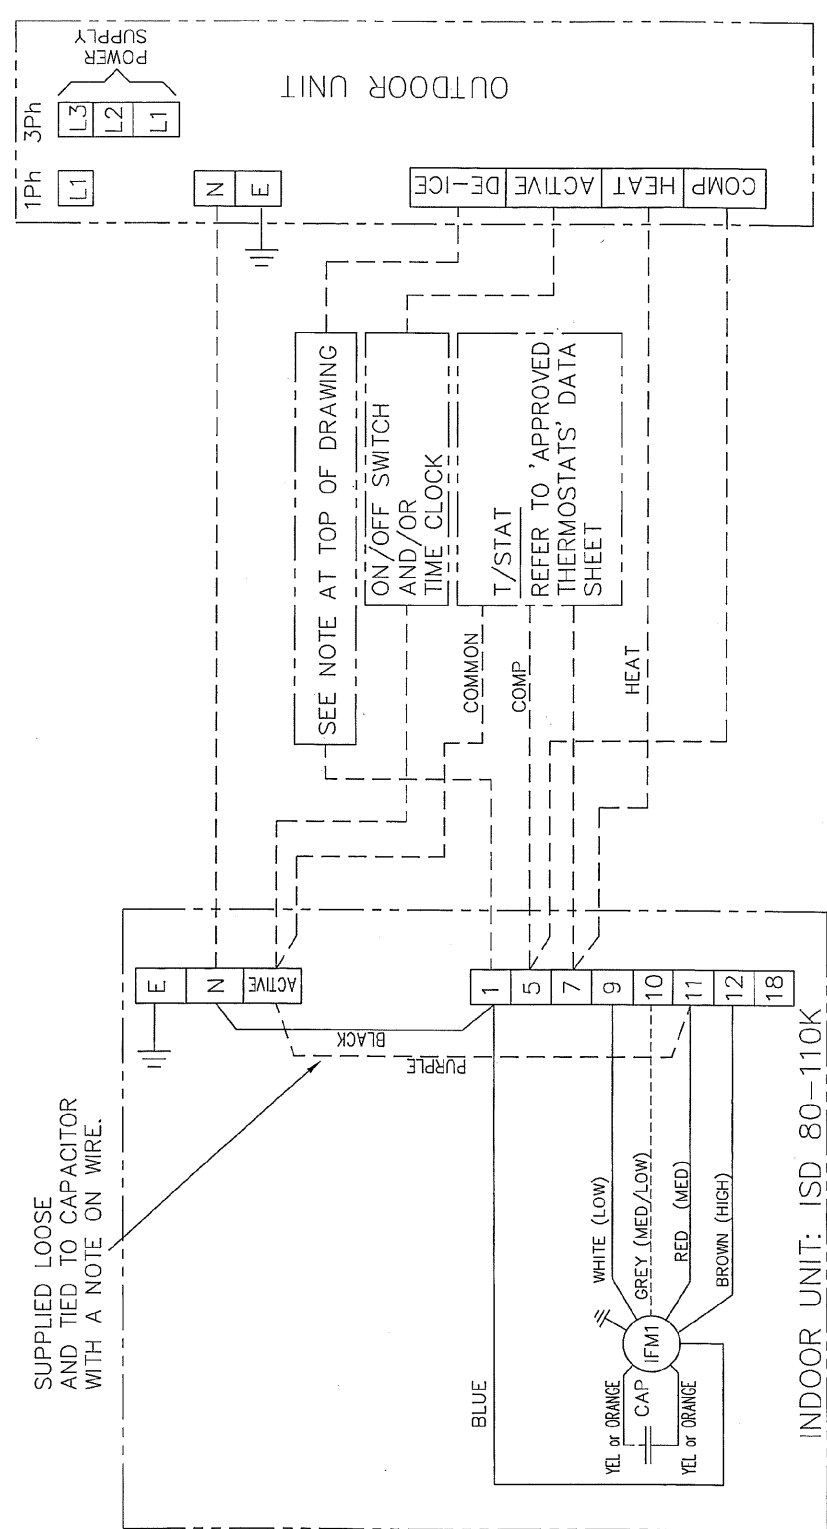 SUPPLIED LOOSE
AND TIED TO CAPACITOR
WITH A NOTE ON WIRE.
E
N
ACTIVE
BLACK
PURPLE
BLUE
1
5
7
9
10
11
12
18
WHITE (LOW)
GREY (MED/LOW)
RED (MED)
BROWN (HIGH)
IFM1
YEL or ORANGE
CAP
YEL or ORANGE
INDOOR UNIT: ISD 80-110K
SEE NOTE AT TOP OF DRAWING
ON/OFF SWITCH
AND/OR
TIME CLOCK
T/STAT
REFER TO 'APPROVED
THERMOSTATS' DATA
SHEET
COMMON
COMP
HEAT
1Ph
3Ph
L1
L3
L2
L1
POWER
SUPPLY
N
E
OUTDOOR UNIT
DE-ICE
ACTIVE
HEAT
COMP